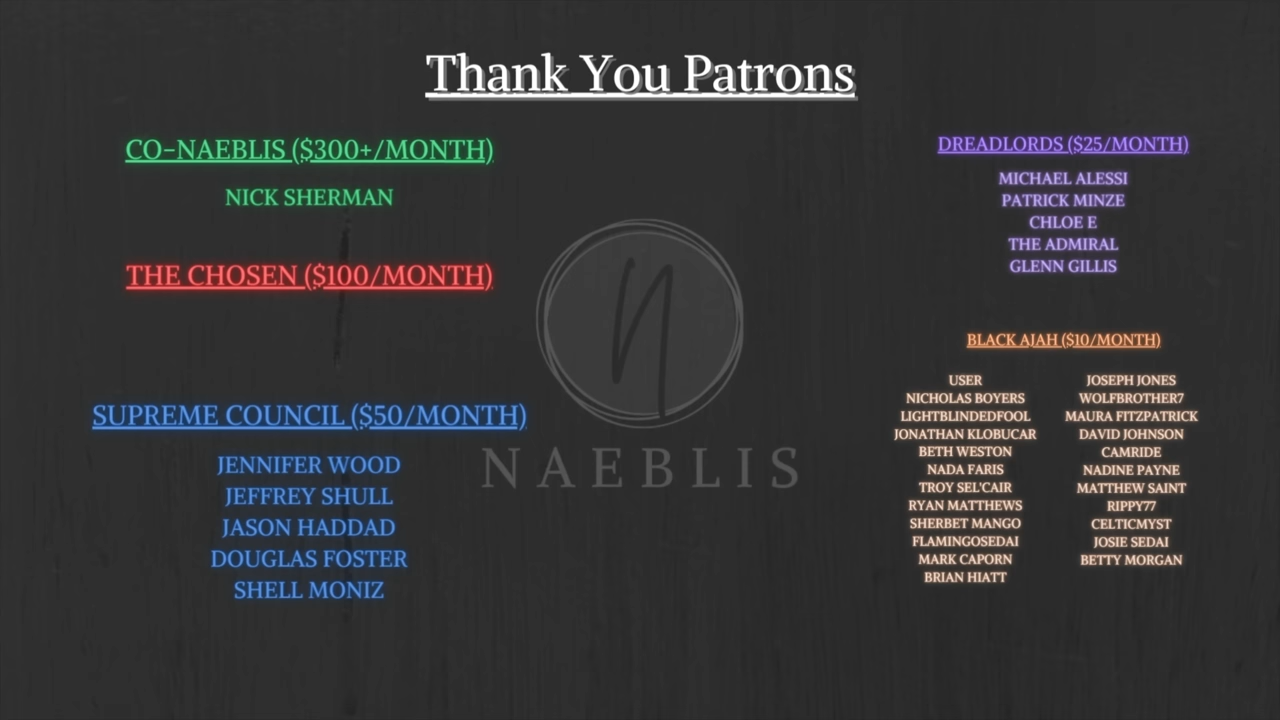 Thank You Patrons
CO-NAEBLIS ($300+/MONTH)
NICK SHERMAN
THE CHOSEN ($100/MONTH)
SUPREME COUNCIL ($50/MONTH)
JENNIFER WOOD
JEFFREY SHULL
JASON HADDAD
DOUGLAS FOSTER
SHELL MONIZ
n
NAEBLIS
DREADLORDS ($25/MONTH)
MICHAEL ALESSI
PATRICK MINZE
CHLOE E
THE ADMIRAL
GLENN GILLIS
BLACK AJAH ($10/MONTH)
USER
NICHOLAS BOYERS
LIGHTBLINDEDFOOL
JONATHAN KLOBUCAR
BETH WESTON
NADA FARIS
TROY SEL'CAIR
RYAN MATTHEWS
SHERBET MANGO
FLAMINGOSEDAI
MARK CAPORN
BRIAN HIATT
JOSEPH JONES
WOLFBROTHER7
MAURA FITZPATRICK
DAVID JOHNSON
CAMRIDE
NADINE PAYNE
MATTHEW SAINT
RIPPY77
CELTICMYST
JOSIE SEDAI
BETTY MORGAN